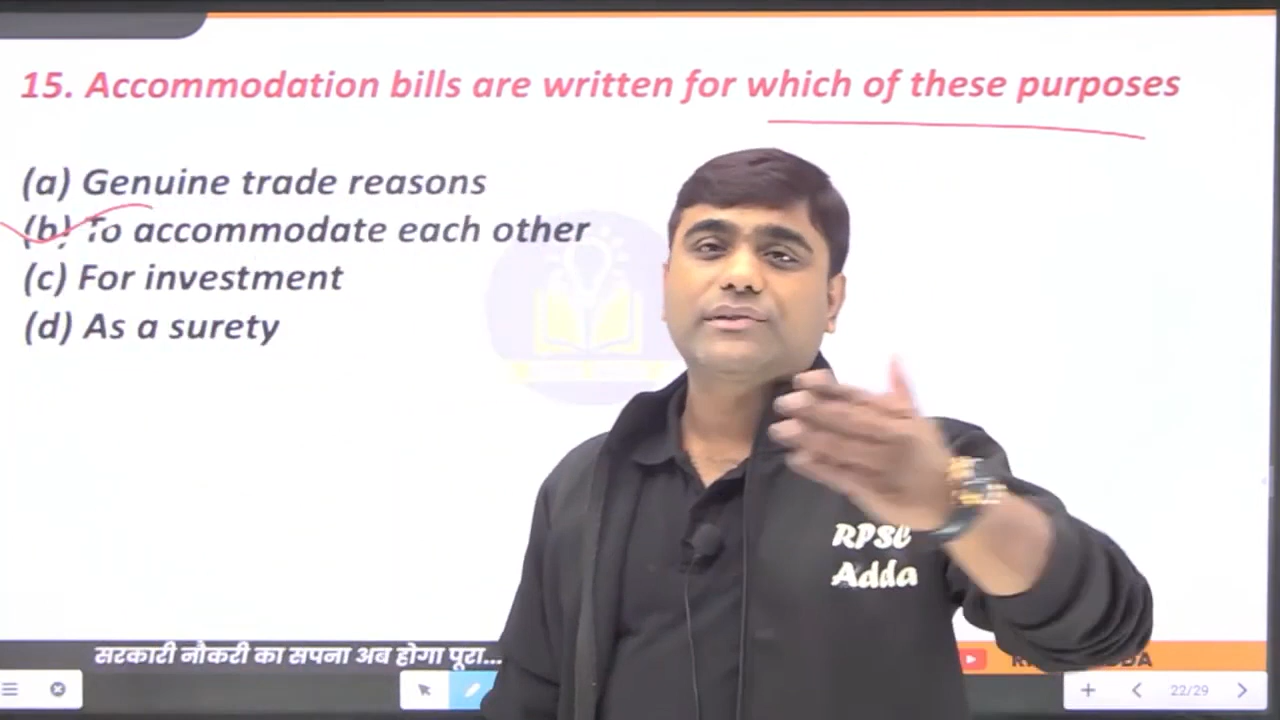 15. Accommodation bills are written for which of these purposes
(a) Genuine trade reasons
(b) To accommodate each other
(c) For investment
(d) As a surety
RPSC
Adda
सरकारी नौकरी का सपना अब होगा पूरा...
22/29